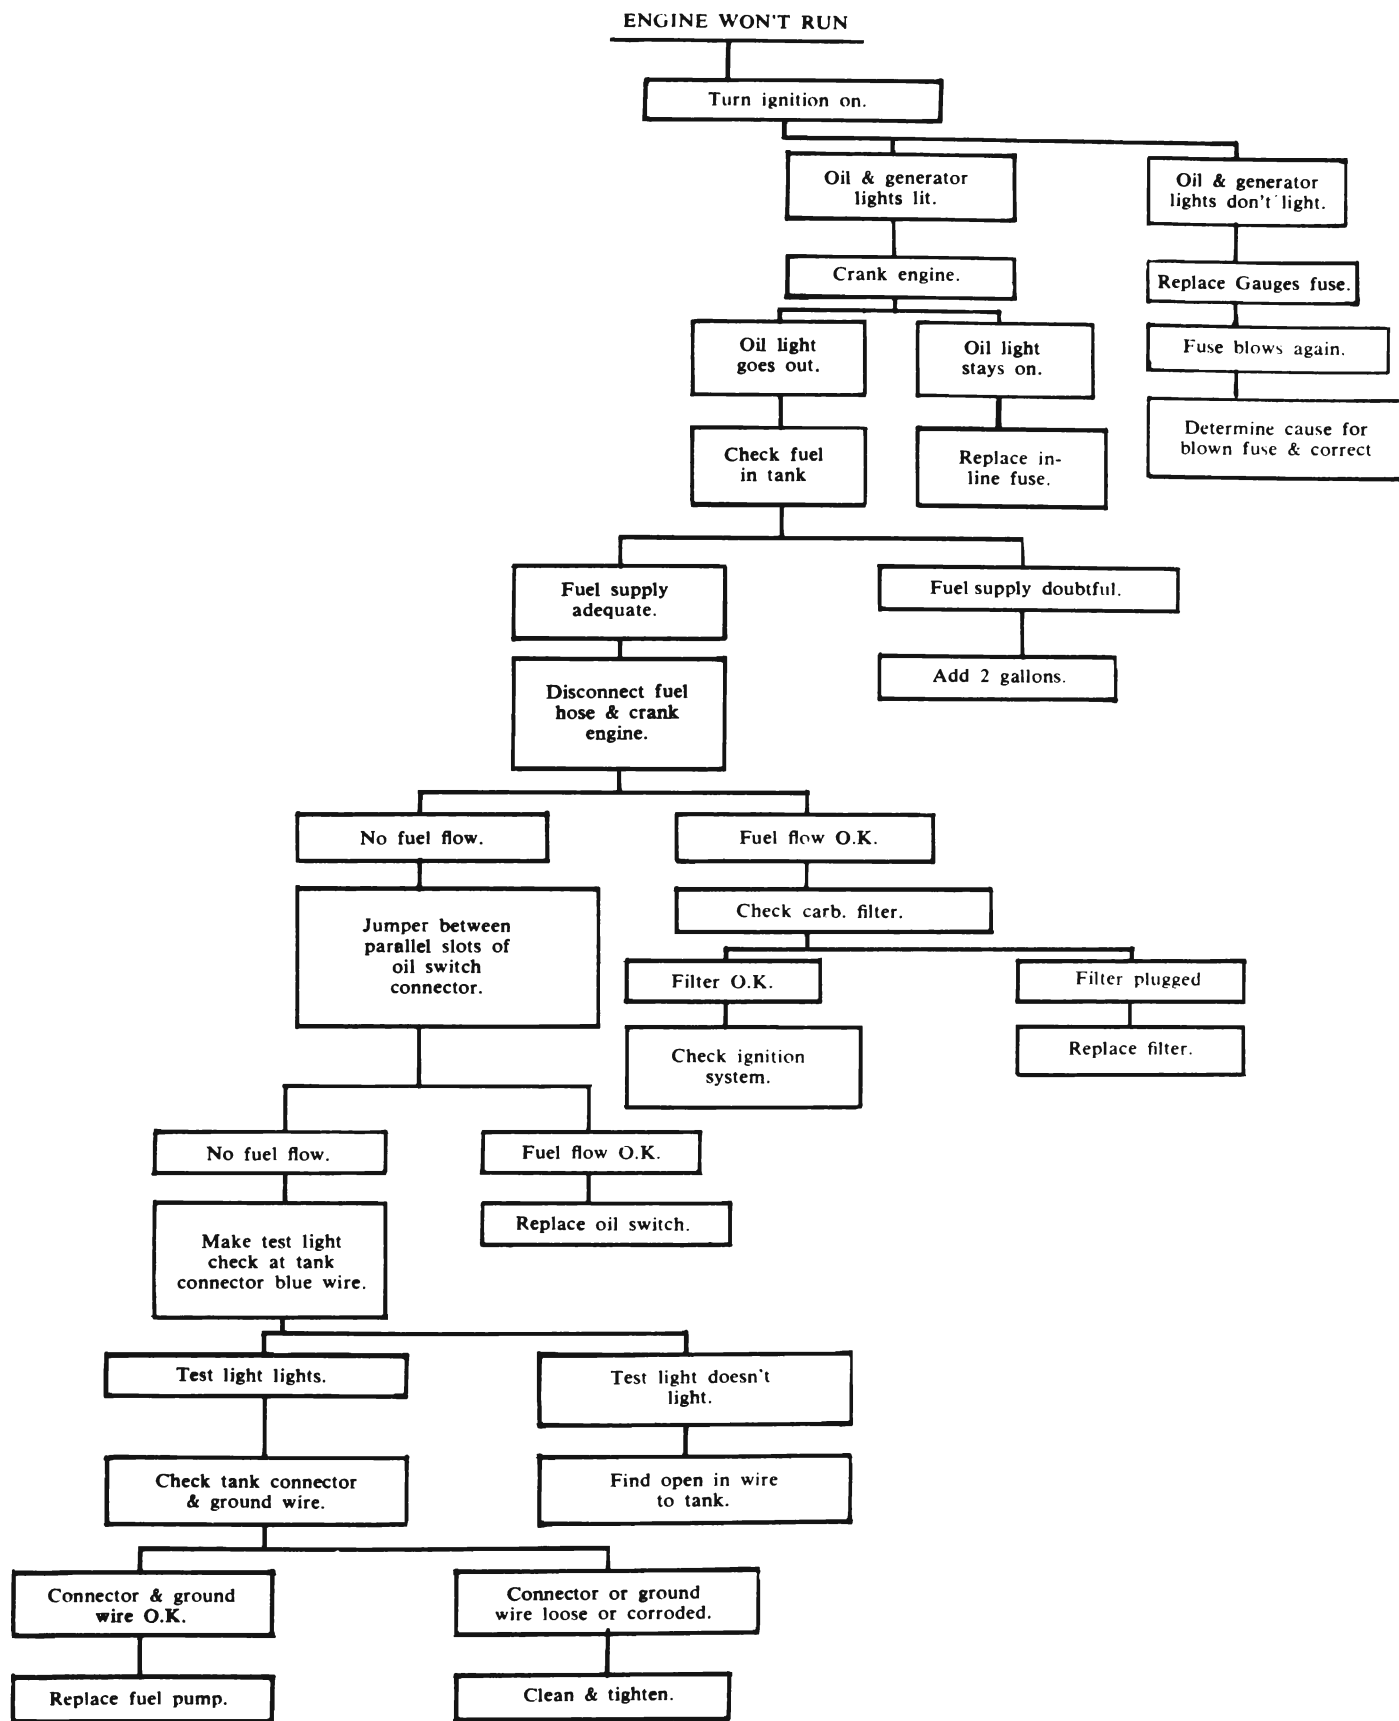 ENGINE WON'T RUN
Turn ignition on.
Oil & generator
lights lit.
Oil & generator
lights don't light.
Crank engine.
Replace Gauges fuse.
Oil light
goes out.
Oil light
stays on.
Fuse blows again.
Check fuel
in tank
Replace in-
line fuse.
Determine cause for
blown fuse & correct
Fuel supply
adequate.
Fuel supply doubtful.
Disconnect fuel
hose & crank
engine.
Add 2 gallons.
No fuel flow.
Fuel flow O.K.
Jumper between
parallel slots of
oil switch
connector.
Check carb. filter.
Filter O.K.
Filter plugged
Check ignition
system.
Replace filter.
No fuel flow.
Fuel flow O.K.
Make test light
check at tank
connector blue wire.
Replace oil switch.
Test light lights.
Test light doesn't
light.
Check tank connector
& ground wire.
Find open in wire
to tank.
Connector & ground
wire O.K.
Connector or ground
wire loose or corroded.
Replace fuel pump.
Clean & tighten.